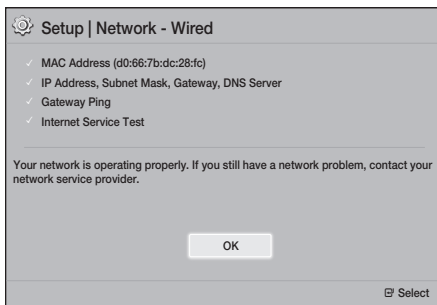 Setup | Network - Wired
MAC Address (d0:66:7b:dc:28:fc)
IP Address, Subnet Mask, Gateway, DNS Server
Gateway Ping
Internet Service Test
Your network is operating properly. If you still have a network problem, contact your
network service provider.
OK
Select